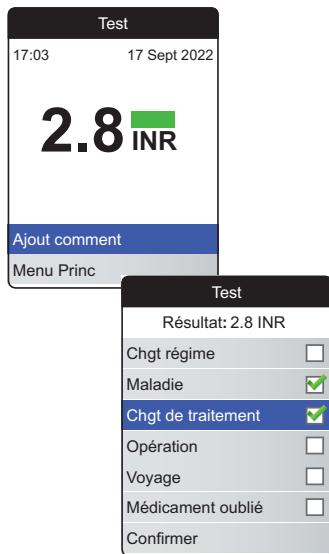 Test
17:03 17 Sept 2022
2.8 INR
Ajout comment
Menu Princ
Test
Résultat: 2.8 INR
Chgt régime
Maladie
Chgt de traitement
Opération
Voyage
Médicament oublié
Confirmer